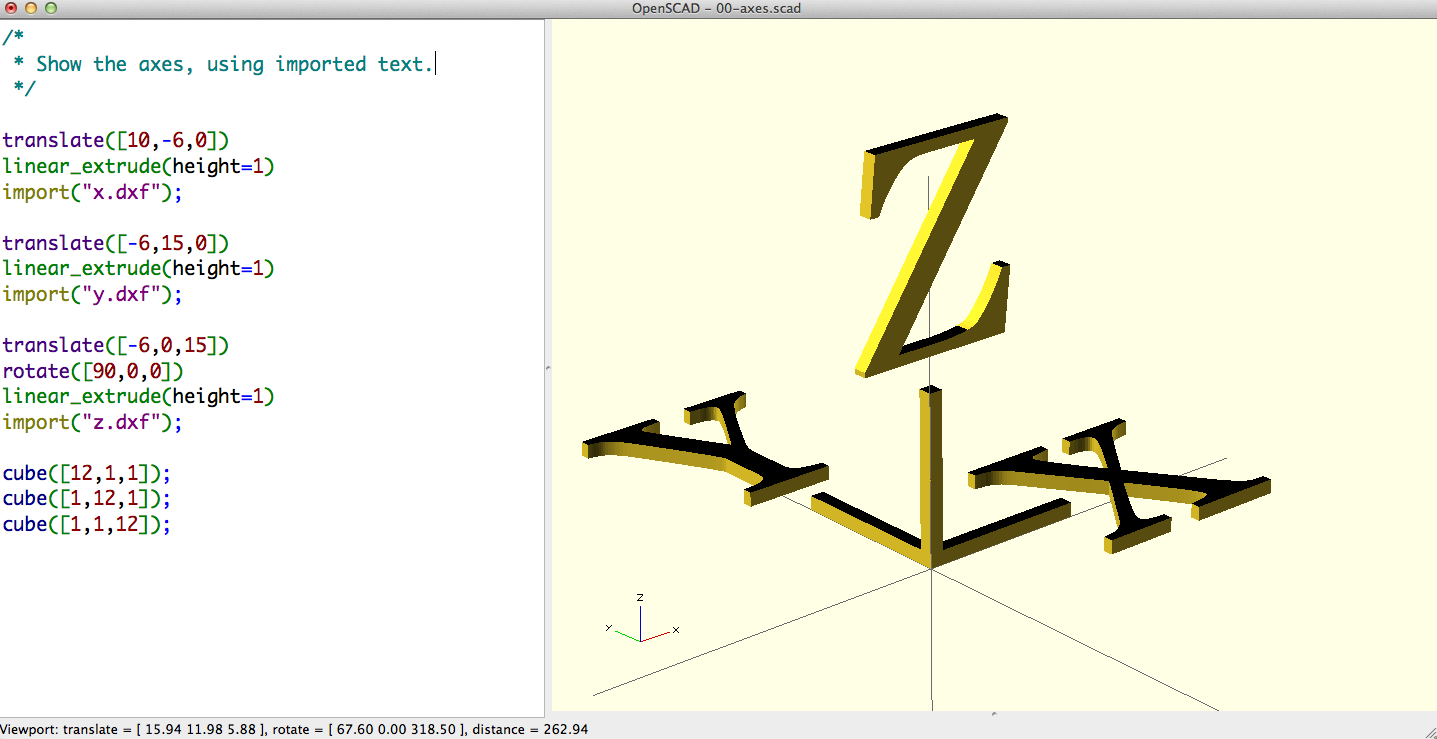 OpenSCAD - 00-axes.scad
/*
 * Show the axes, using imported text.
 */
translate([10,-6,0])
linear_extrude(height=1)
import("x.dxf");
translate([-6,15,0])
linear_extrude(height=1)
import("y.dxf");
translate([-6,0,15])
rotate([90,0,0])
linear_extrude(height=1)
import("z.dxf");
cube([12,1,1]);
cube([1,12,1]);
cube([1,1,12]);
Z
Y X
z
y x
Viewport: translate = [ 15.94 11.98 5.88 ], rotate = [ 67.60 0.00 318.50 ], distance = 262.94